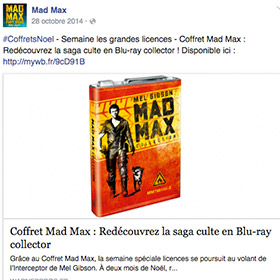 MAD MAX
Mad Max
28 octobre 2014 ·
#CoffretsNoel - Semaine les grandes licences - Coffret Mad Max :
Redécouvrez la saga culte en Blu-ray collector ! Disponible ici :
http://mywb.fr/9cD91B
MEL GIBSON
MAD
MAX
COLLECTION
Coffret Mad Max : Redécouvrez la saga culte en Blu-ray
collector
Grâce au Coffret Mad Max, la semaine spéciale licences se poursuit au volant de
l'Interceptor de Mel Gibson. À deux mois de Noël, r...